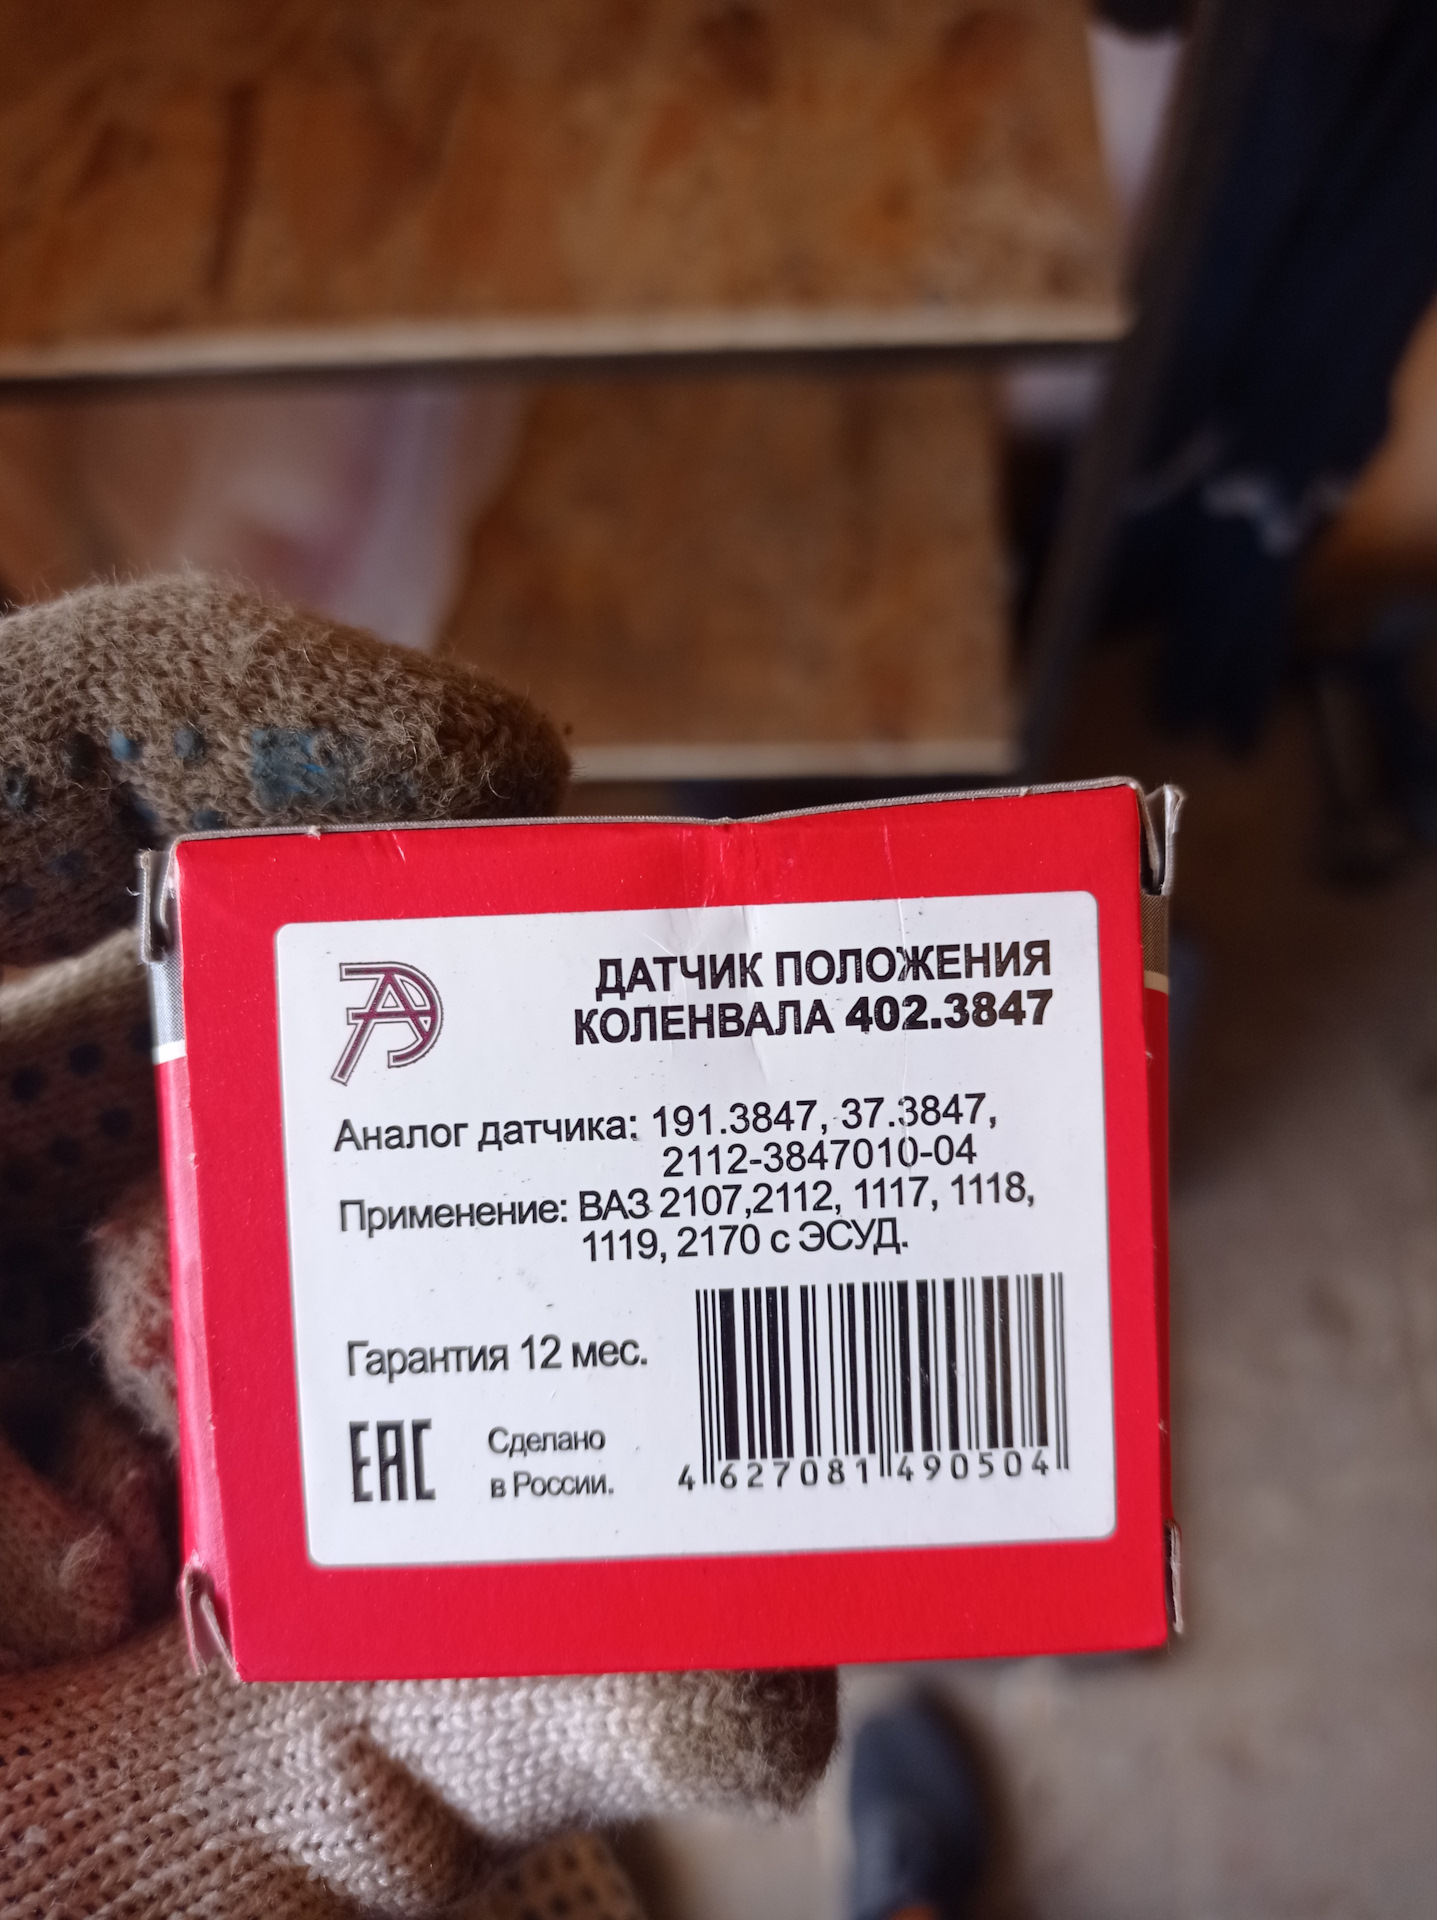 ДАТЧИК ПОЛОЖЕНИЯ
КОЛЕНВАЛА 402.3847
Аналог датчика: 191.3847, 37.3847,
2112-3847010-04
Применение: ВАЗ 2107,2112, 1117, 1118,
1119, 2170 с ЭСУД.
Гарантия 12 мес.
ЕАС
Сделано
в России.
4 627081 490504